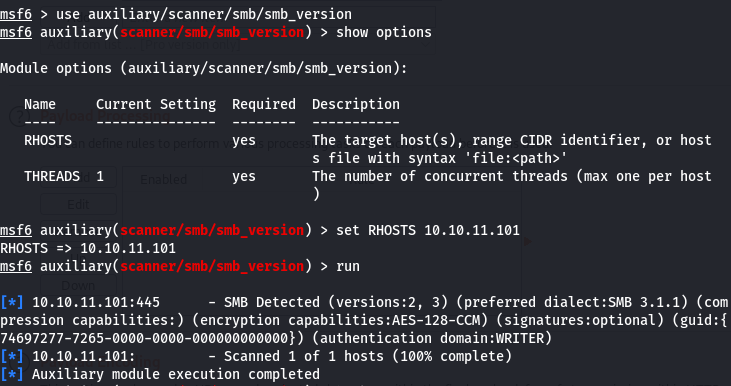 msf6 > use auxiliary/scanner/smb/smb_version
msf6 auxiliary(scanner/smb/smb_version) > show options
Module options (auxiliary/scanner/smb/smb_version):
Name Current Setting Required Description
---- --------------- -------- -----------
RHOSTS yes The target host(s), range CIDR identifier, or host
s file with syntax 'file:<path>'
THREADS 1 yes The number of concurrent threads (max one per host
)
msf6 auxiliary(scanner/smb/smb_version) > set RHOSTS 10.10.11.101
RHOSTS => 10.10.11.101
msf6 auxiliary(scanner/smb/smb_version) > run
[*] 10.10.11.101:445 - SMB Detected (versions:2, 3) (preferred dialect:SMB 3.1.1) (com
pression capabilities:) (encryption capabilities:AES-128-CCM) (signatures:optional) (guid:{
74697277-7265-0000-0000-000000000000}) (authentication domain:WRITER)
[*] 10.10.11.101: - Scanned 1 of 1 hosts (100% complete)
[*] Auxiliary module execution completed